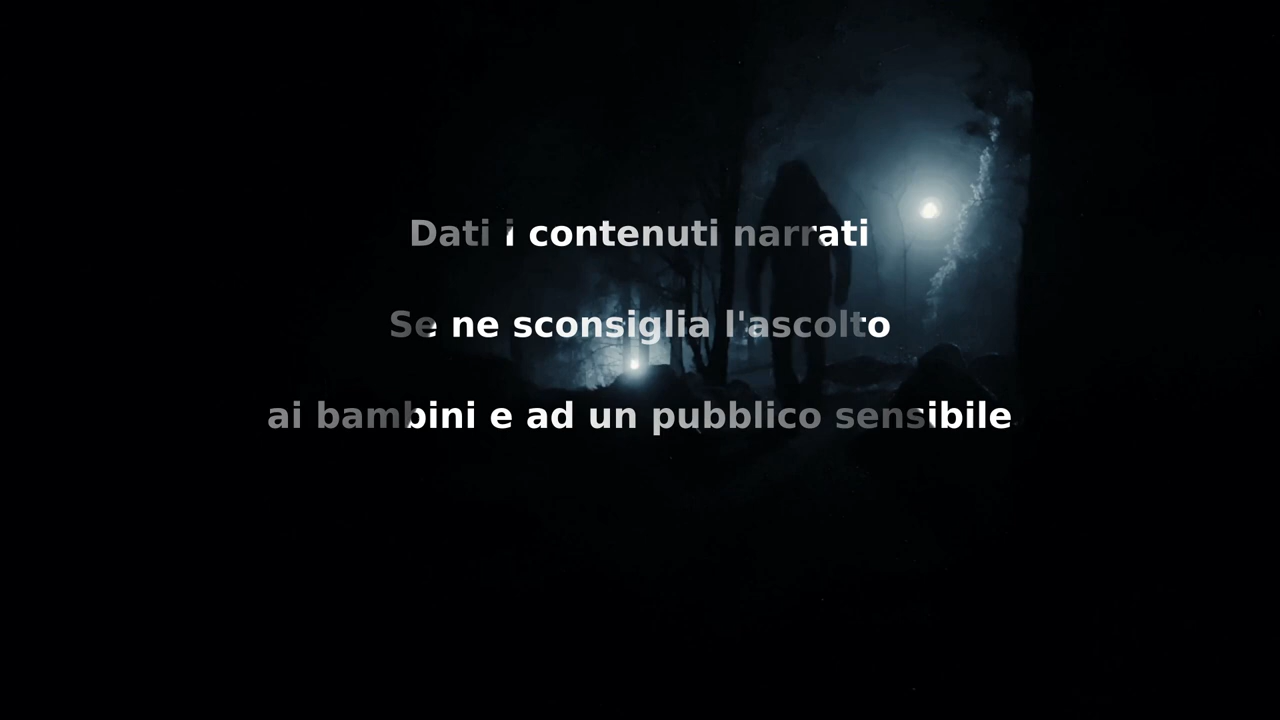 Dati i contenuti narrati
Se ne sconsiglia l'ascolto
ai bambini e ad un pubblico sensibile